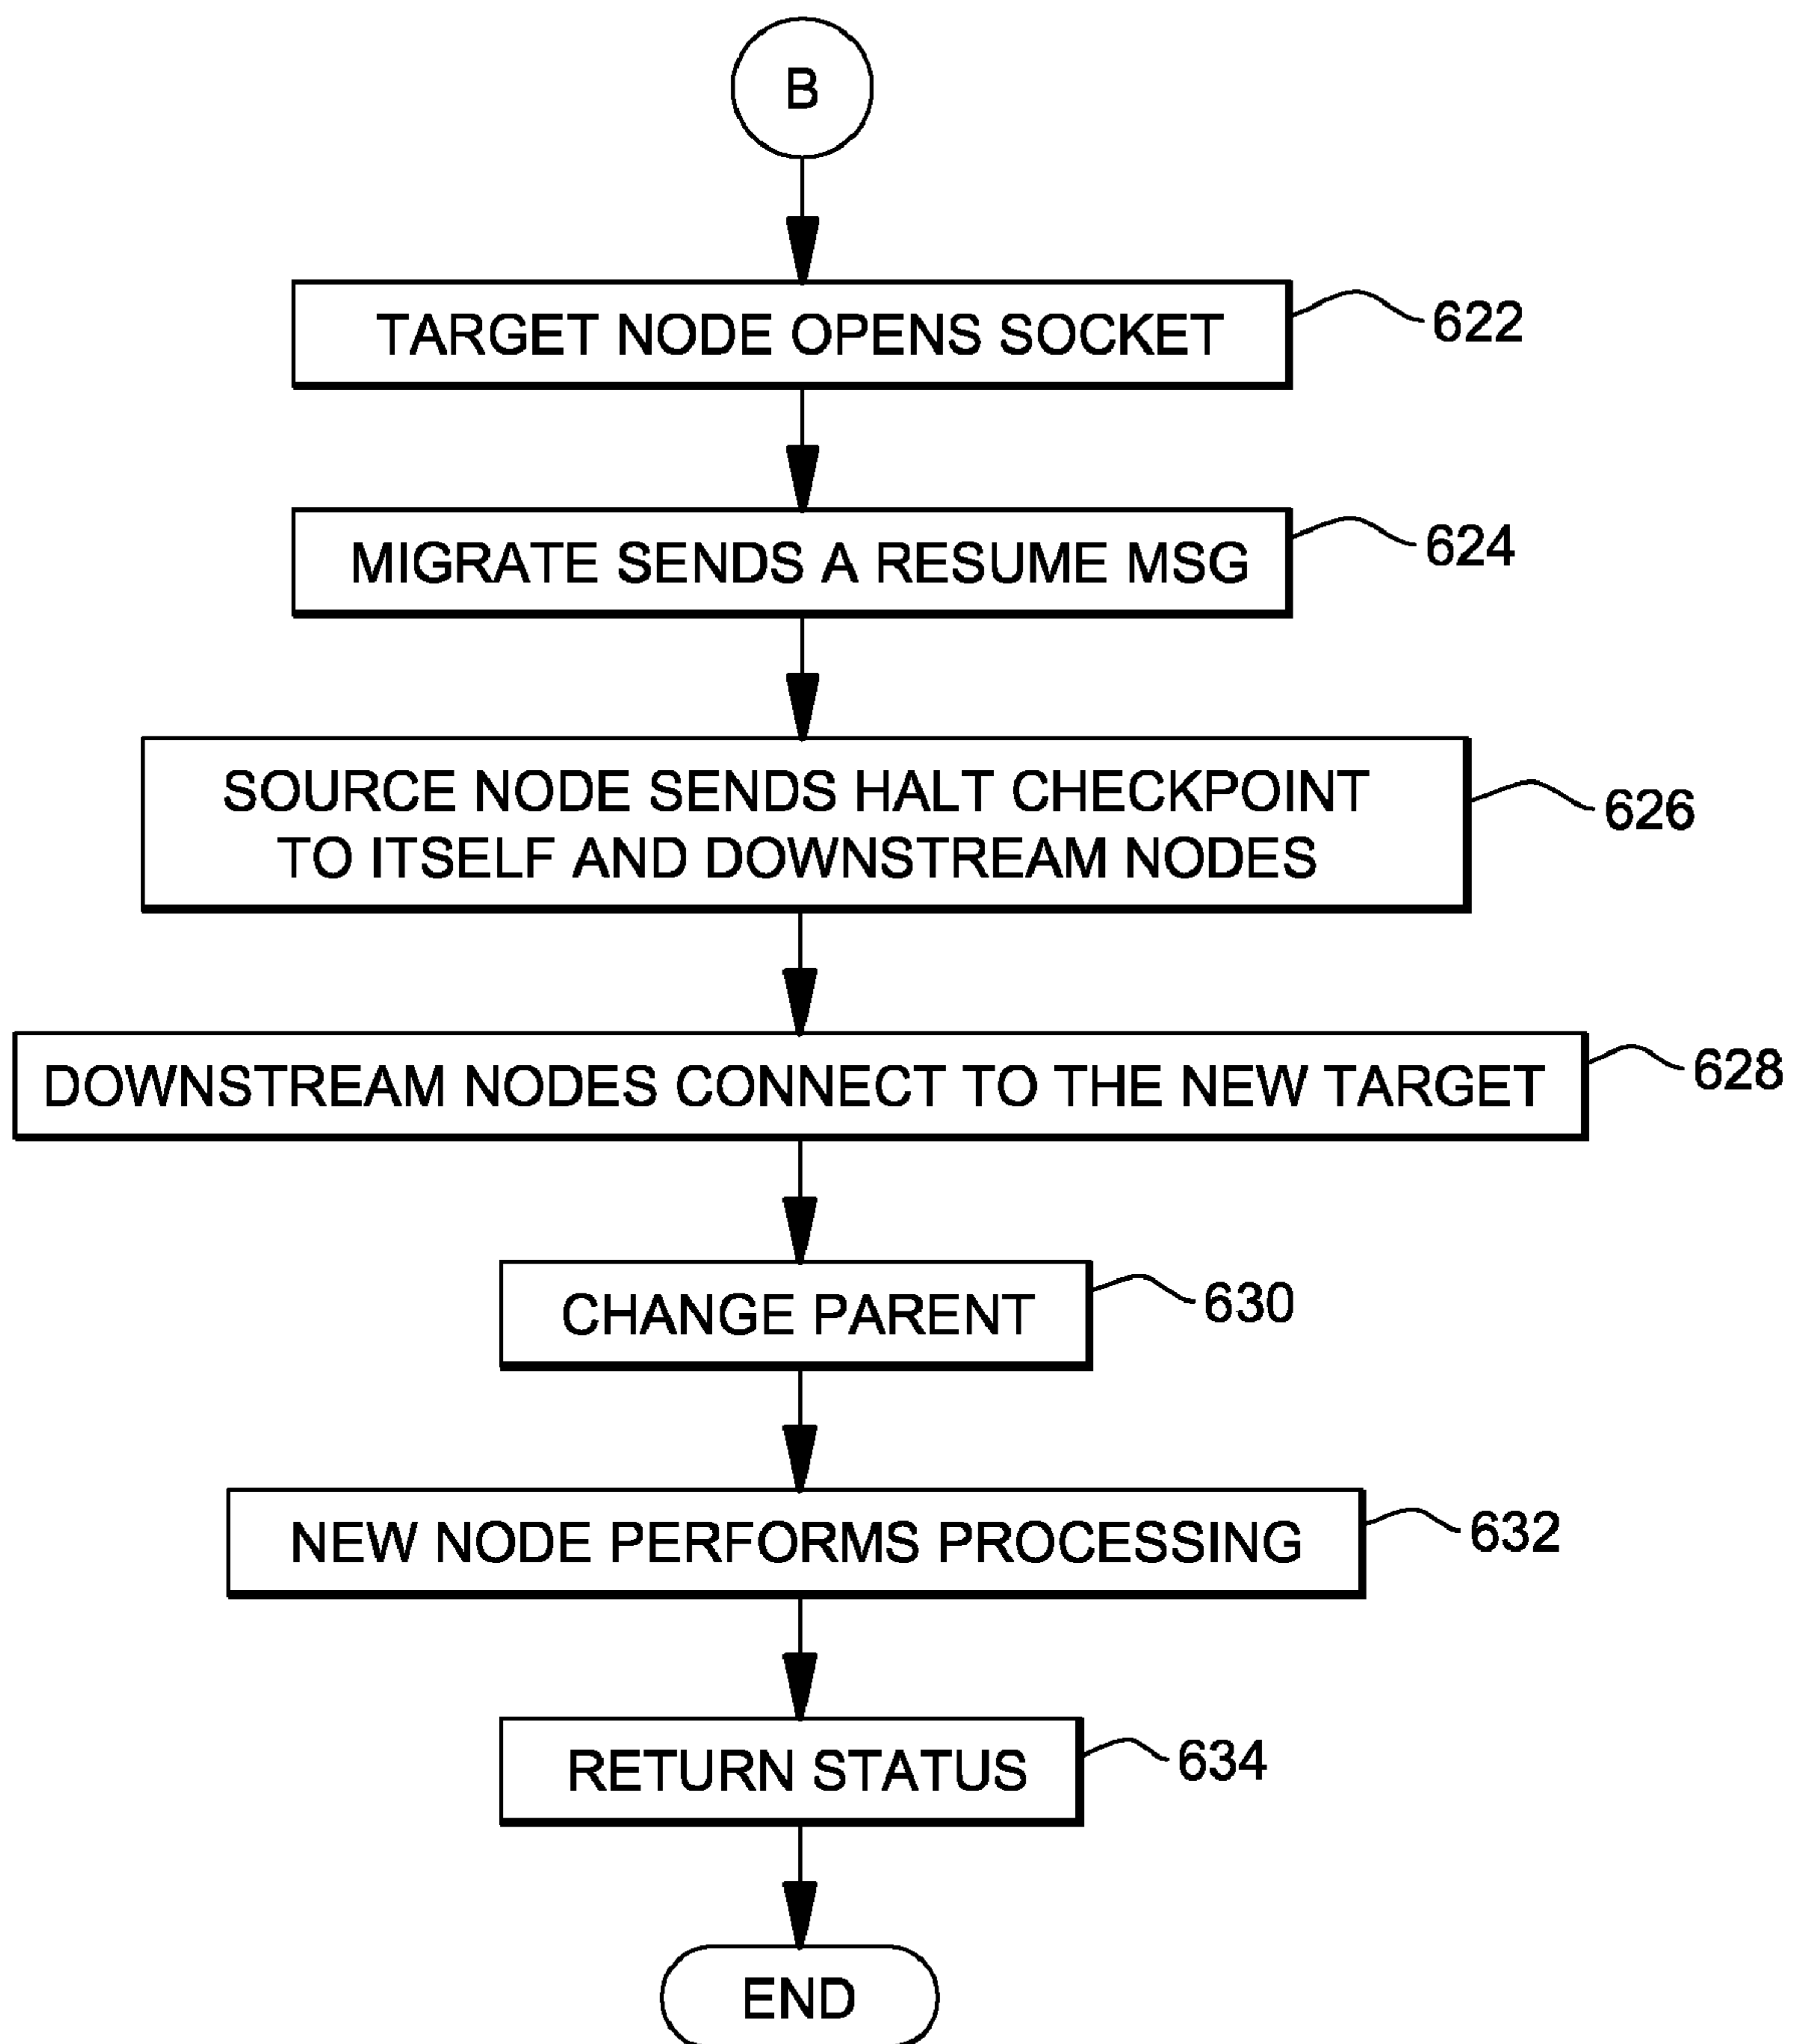 B
TARGET NODE OPENS SOCKET
622
MIGRATE SENDS A RESUME MSG
624
SOURCE NODE SENDS HALT CHECKPOINT
TO ITSELF AND DOWNSTREAM NODES
626
DOWNSTREAM NODES CONNECT TO THE NEW TARGET
628
CHANGE PARENT
630
NEW NODE PERFORMS PROCESSING
632
RETURN STATUS
634
END